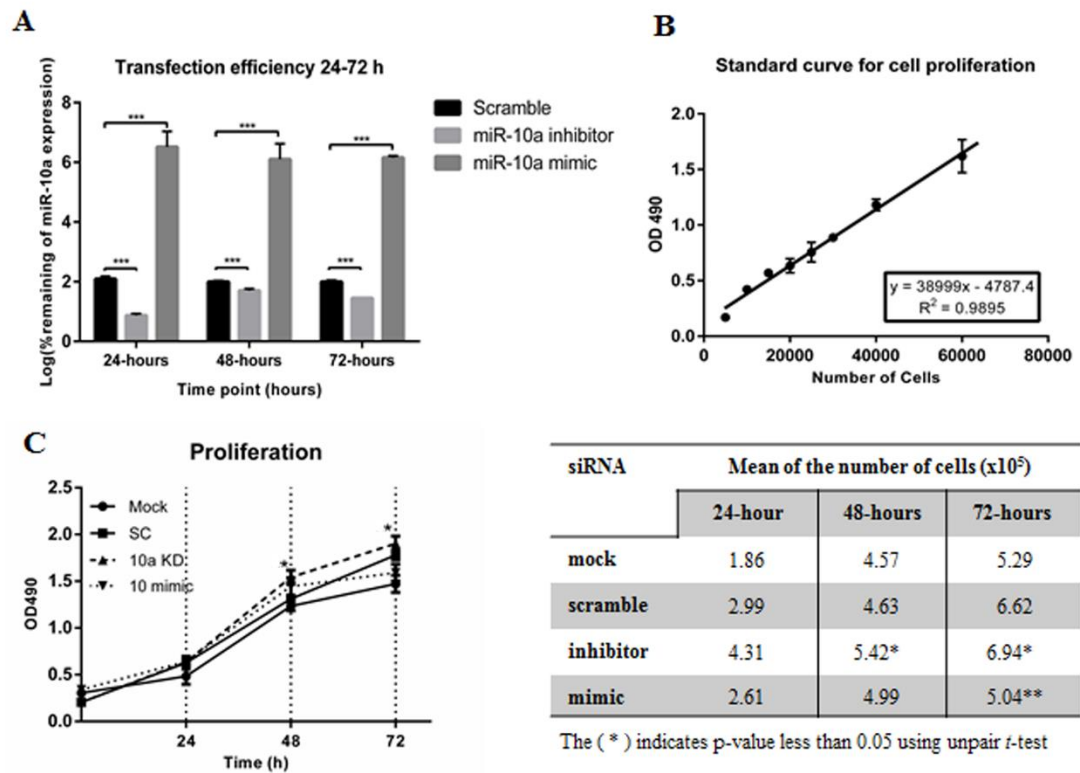 A
Transfection efficiency 24-72 h
Log(%remaining of miR-10a expression)
8
6
4
2
0
***
***
***
***
***
***
24-hours
48-hours
72-hours
Time point (hours)
Scramble
miR-10a inhibitor
miR-10a mimic
B
Standard curve for cell proliferation
OD 490
2.0
1.5
1.0
0.5
0.0
0
20000
40000
60000
80000
Number of Cells
y = 38999x - 4787.4
R² = 0.9895
C
Proliferation
OD490
2.5
2.0
1.5
1.0
0.5
0.0
Mock
SC
10a KD
10 mimic
*
*
24
48
72
Time (h)
siRNA Mean of the number of cells (x10⁵)
24-hour 48-hours 72-hours
mock 1.86 4.57 5.29
scramble 2.99 4.63 6.62
inhibitor 4.31 5.42* 6.94*
mimic 2.61 4.99 5.04**
The ( * ) indicates p-value less than 0.05 using unpair t-test